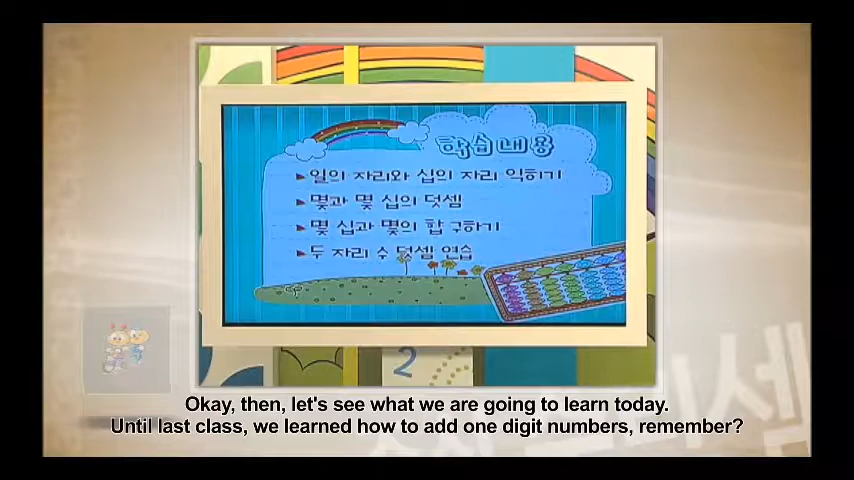 학습내용
▶일의 자리와 십의 자리 익히기
▶몇과 몇 십의 덧셈
▶몇 십과 몇의 합 구하기
▶두 자리 수 덧셈 연습
2
Okay, then, let's see what we are going to learn today.
Until last class, we learned how to add one digit numbers, remember?